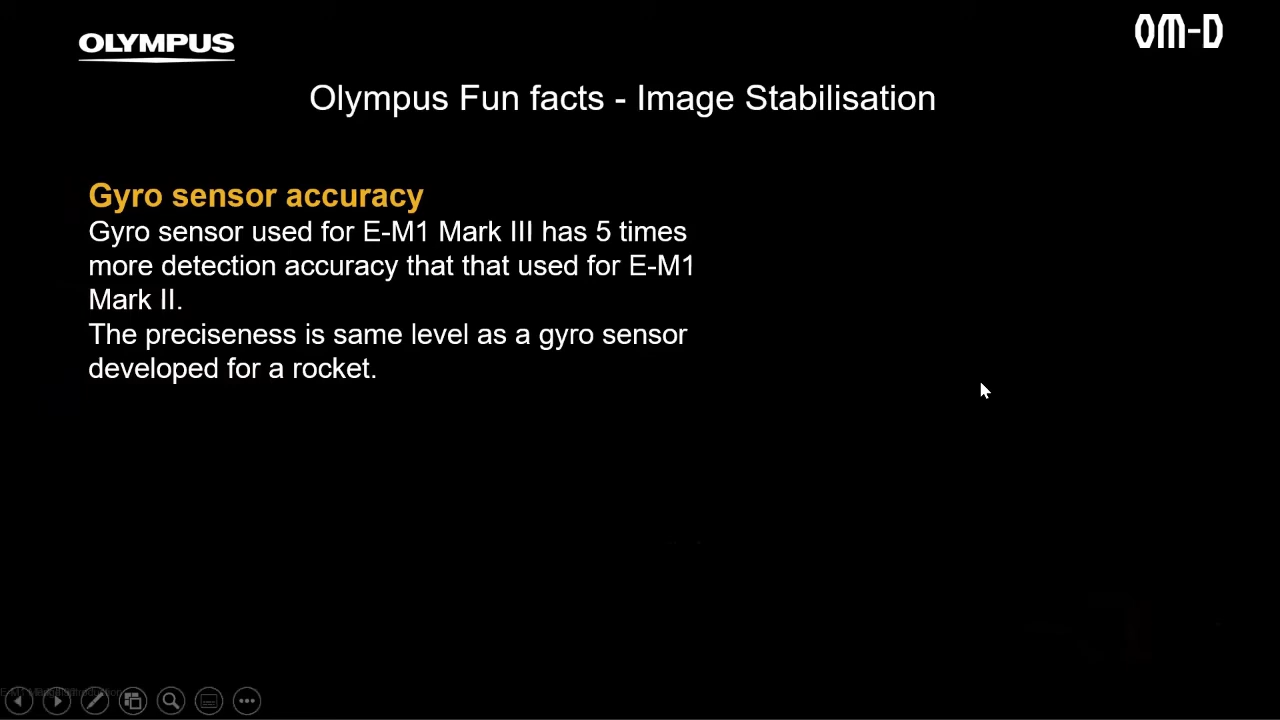 OLYMPUS
OM-D
Olympus Fun facts - Image Stabilisation
Gyro sensor accuracy
Gyro sensor used for E-M1 Mark III has 5 times
more detection accuracy that that used for E-M1
Mark II.
The preciseness is same level as a gyro sensor
developed for a rocket.